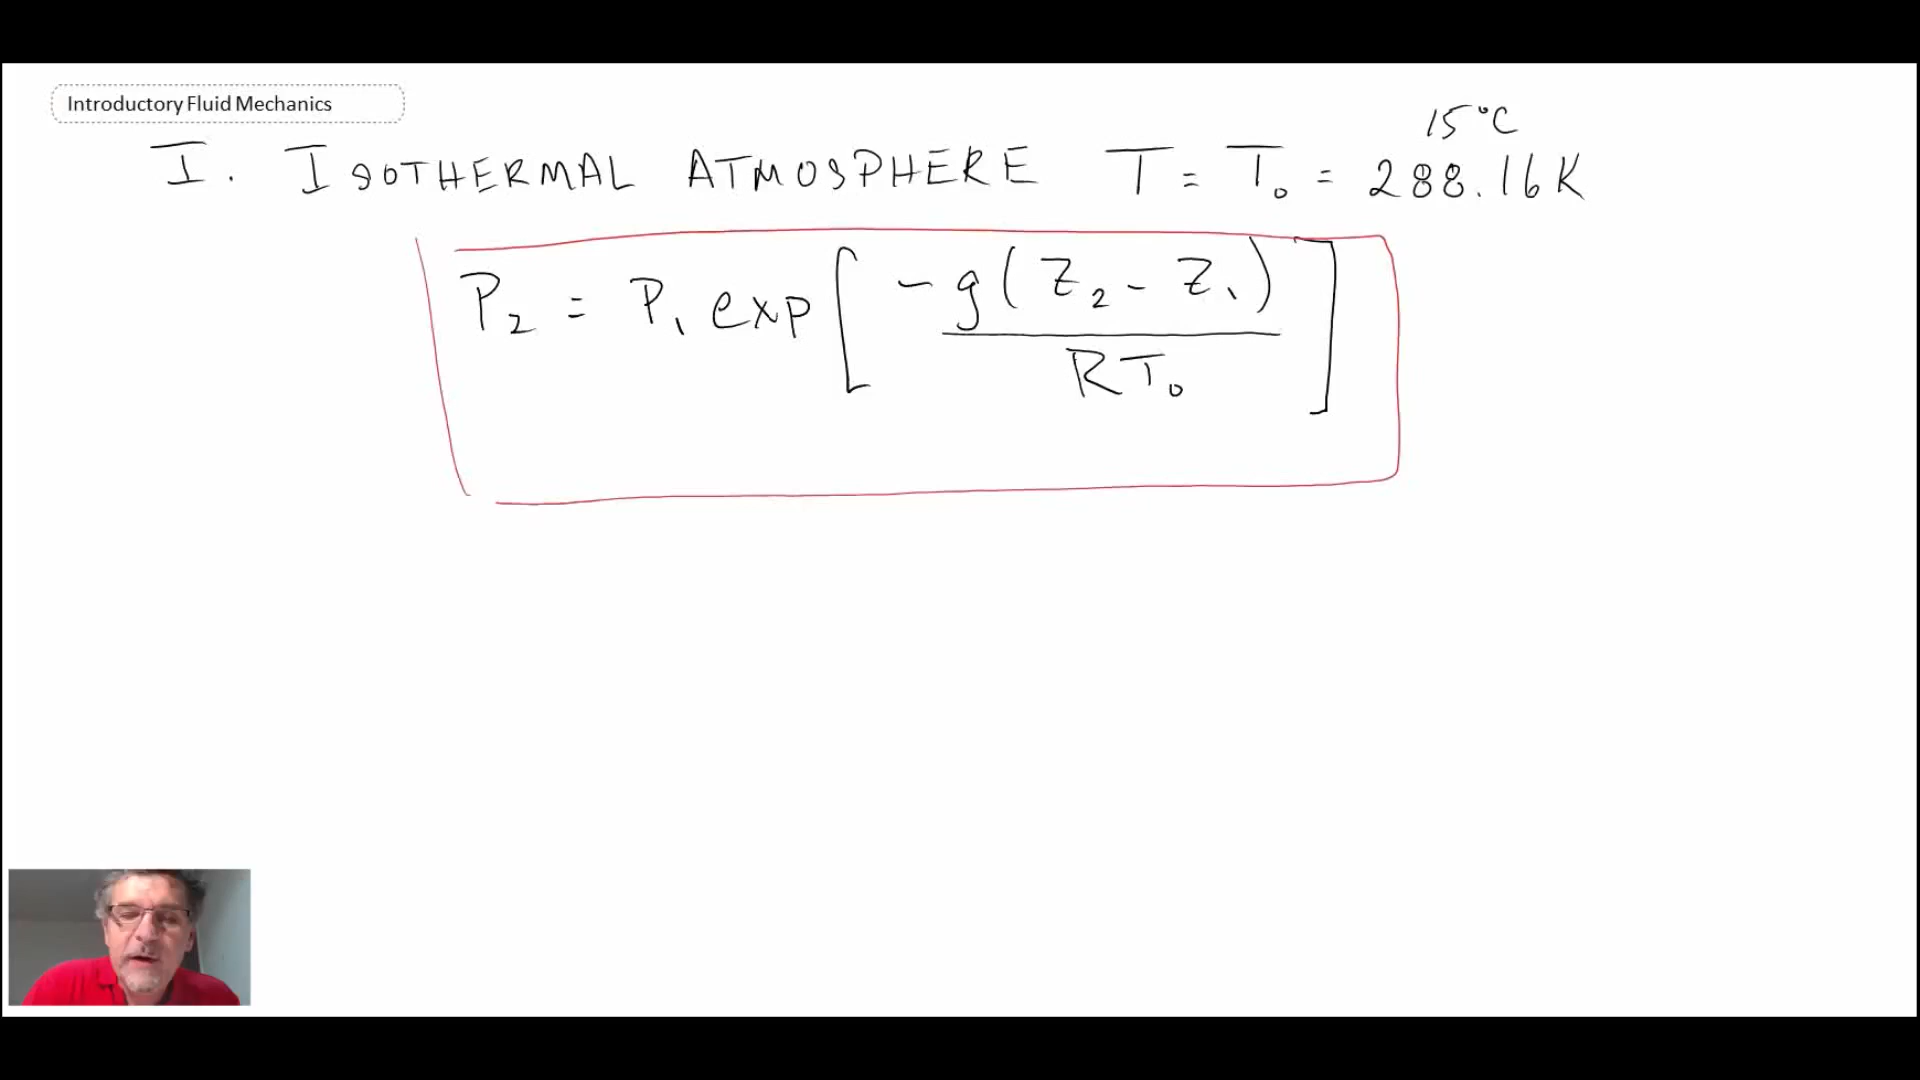 Introductory Fluid Mechanics
15°C
I. ISOTHERMAL ATMOSPHERE T = T₀ = 288.16K
P₂ = P₁ exp[ -g(Z₂ - Z₁) / RT₀ ]